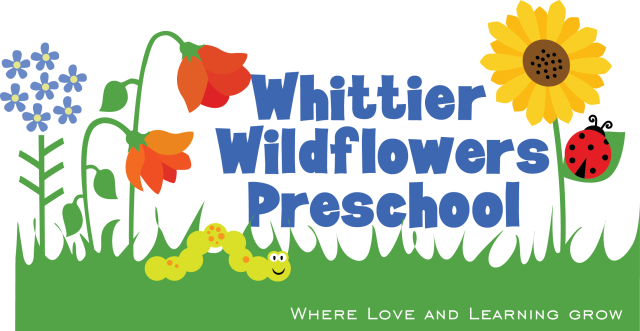 Whittier
Wildflowers
Preschool
Where Love and Learning grow